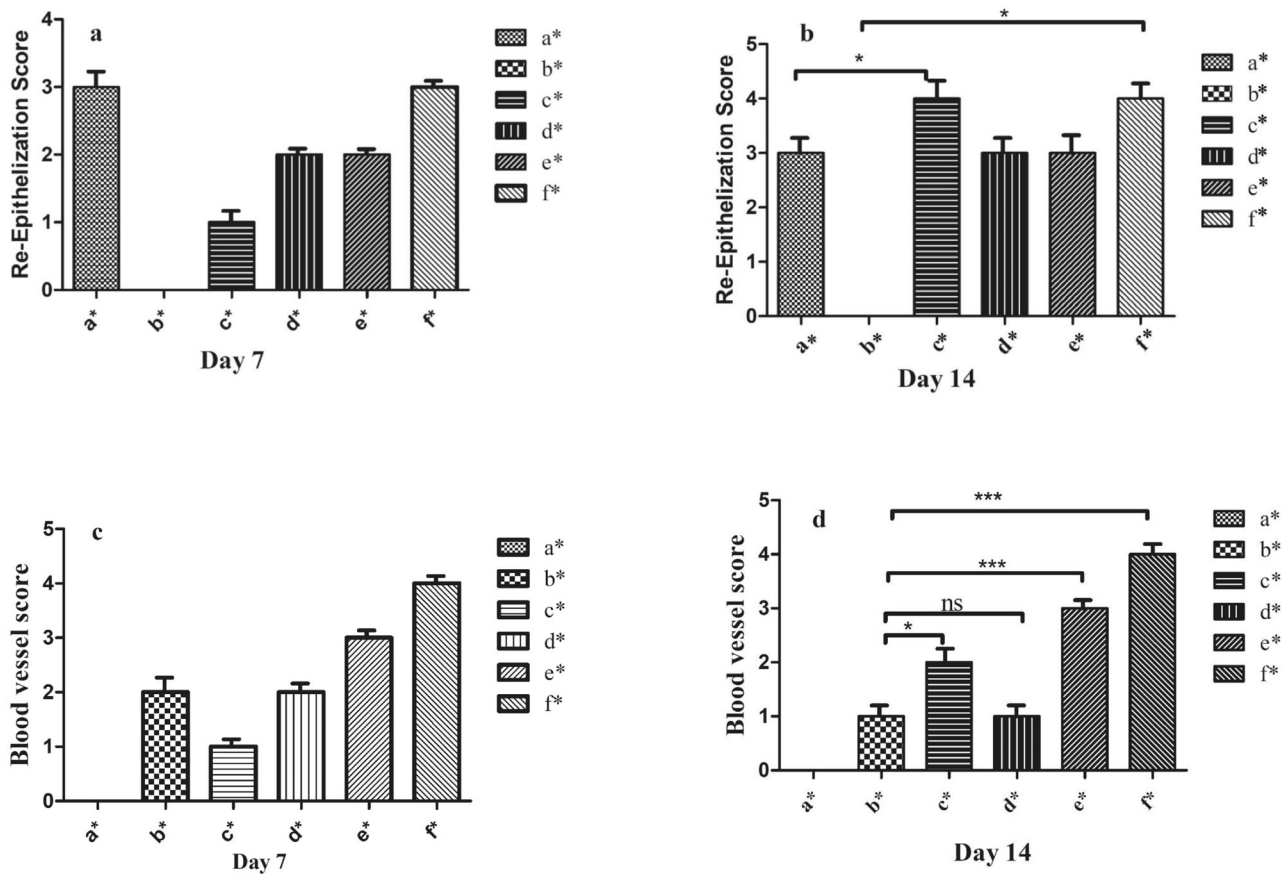 a
Re-Epithelization Score
4
3
2
1
0
a* b* c* d* e* f*
Day 7
a*
b*
c*
d*
e*
f*
b
Re-Epithelization Score
5
4
3
2
1
0
*
*
a* b* c* d* e* f*
Day 14
a*
b*
c*
d*
e*
f*
c
Blood vessel score
5
4
3
2
1
0
a* b* c* d* e* f*
Day 7
a*
b*
c*
d*
e*
f*
d
Blood vessel score
5
4
3
2
1
0
***
***
ns
*
a* b* c* d* e* f*
Day 14
a*
b*
c*
d*
e*
f*